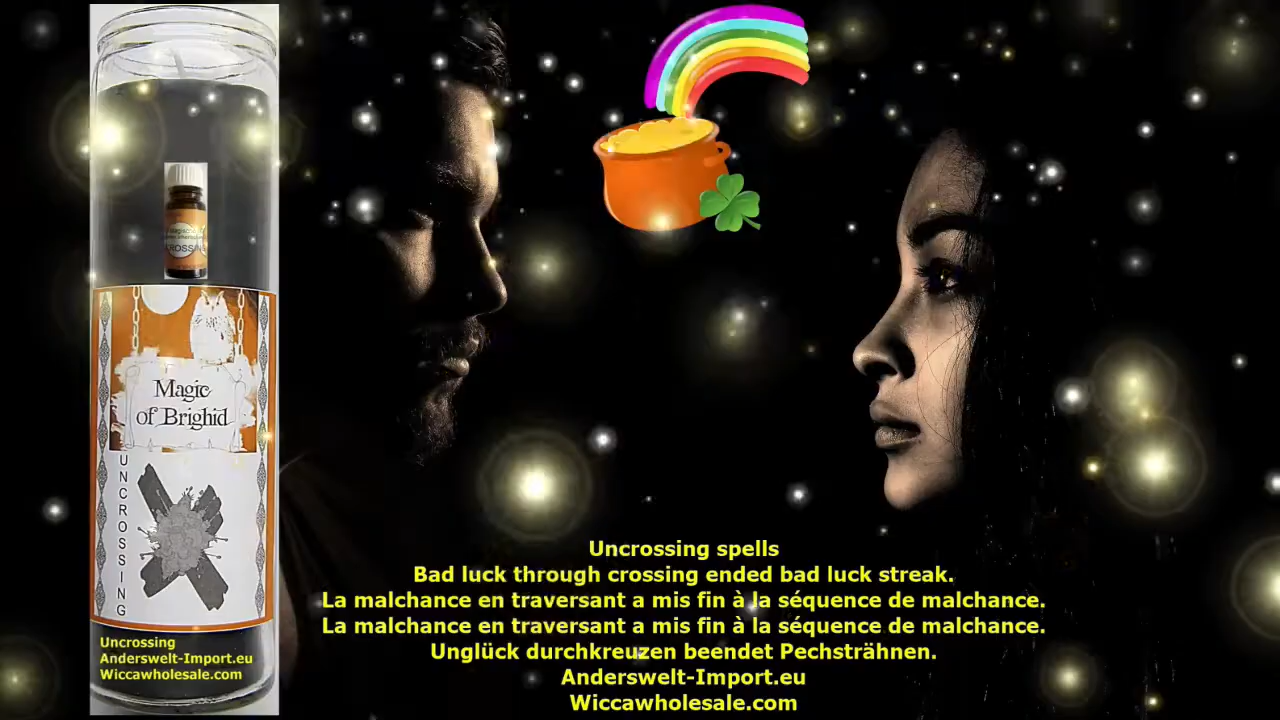 Magic
of Brighid
UNCROSSING
Uncrossing
Anderswelt-Import.eu
Wiccawholesale.com
Uncrossing spells
Bad luck through crossing ended bad luck streak.
La malchance en traversant a mis fin à la séquence de malchance.
La malchance en traversant a mis fin à la séquence de malchance.
Unglück durchkreuzen beendet Pechsträhnen.
Anderswelt-Import.eu
Wiccawholesale.com